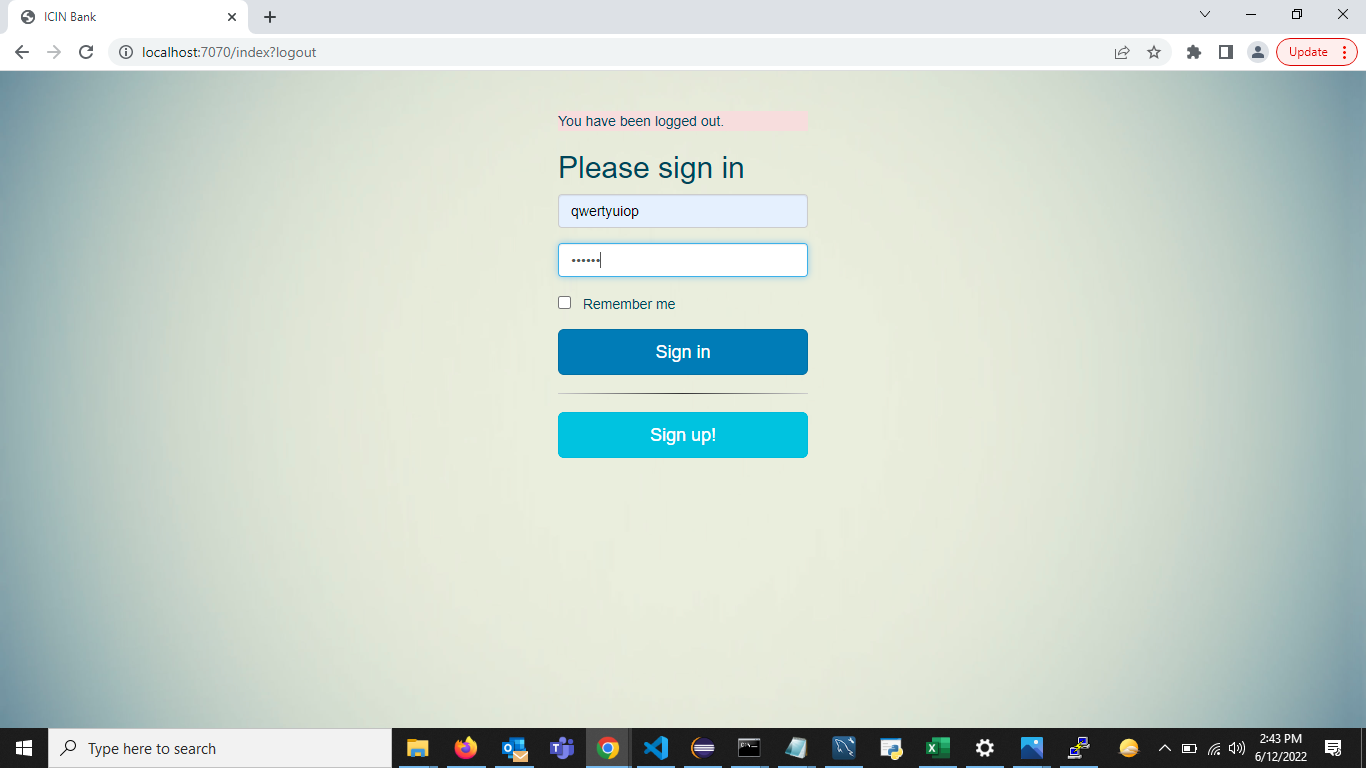 ICIN Bank
localhost:7070/index?logout
Update
You have been logged out.
Please sign in
qwertyuiop
••••••
Remember me
Sign in
Sign up!
Type here to search
2:43 PM
6/12/2022